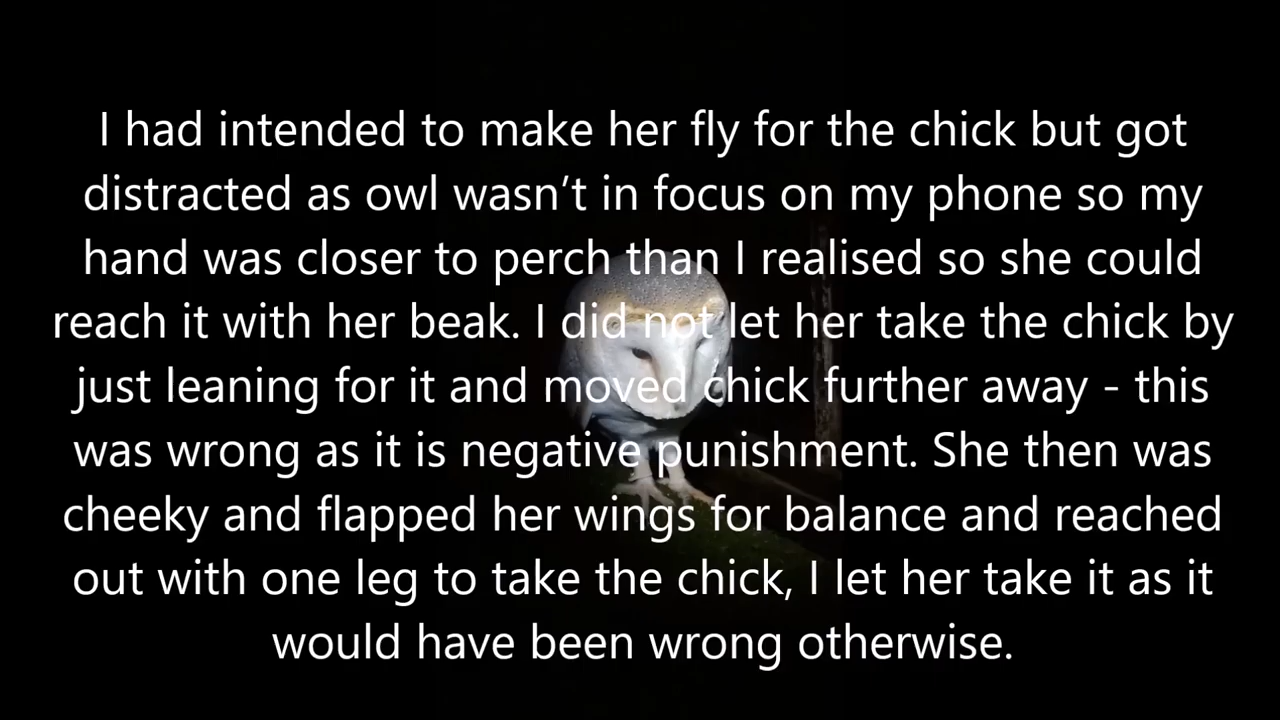 I had intended to make her fly for the chick but got
distracted as owl wasn’t in focus on my phone so my
hand was closer to perch than I realised so she could
reach it with her beak. I did not let her take the chick by
just leaning for it and moved chick further away - this
was wrong as it is negative punishment. She then was
cheeky and flapped her wings for balance and reached
out with one leg to take the chick, I let her take it as it
would have been wrong otherwise.